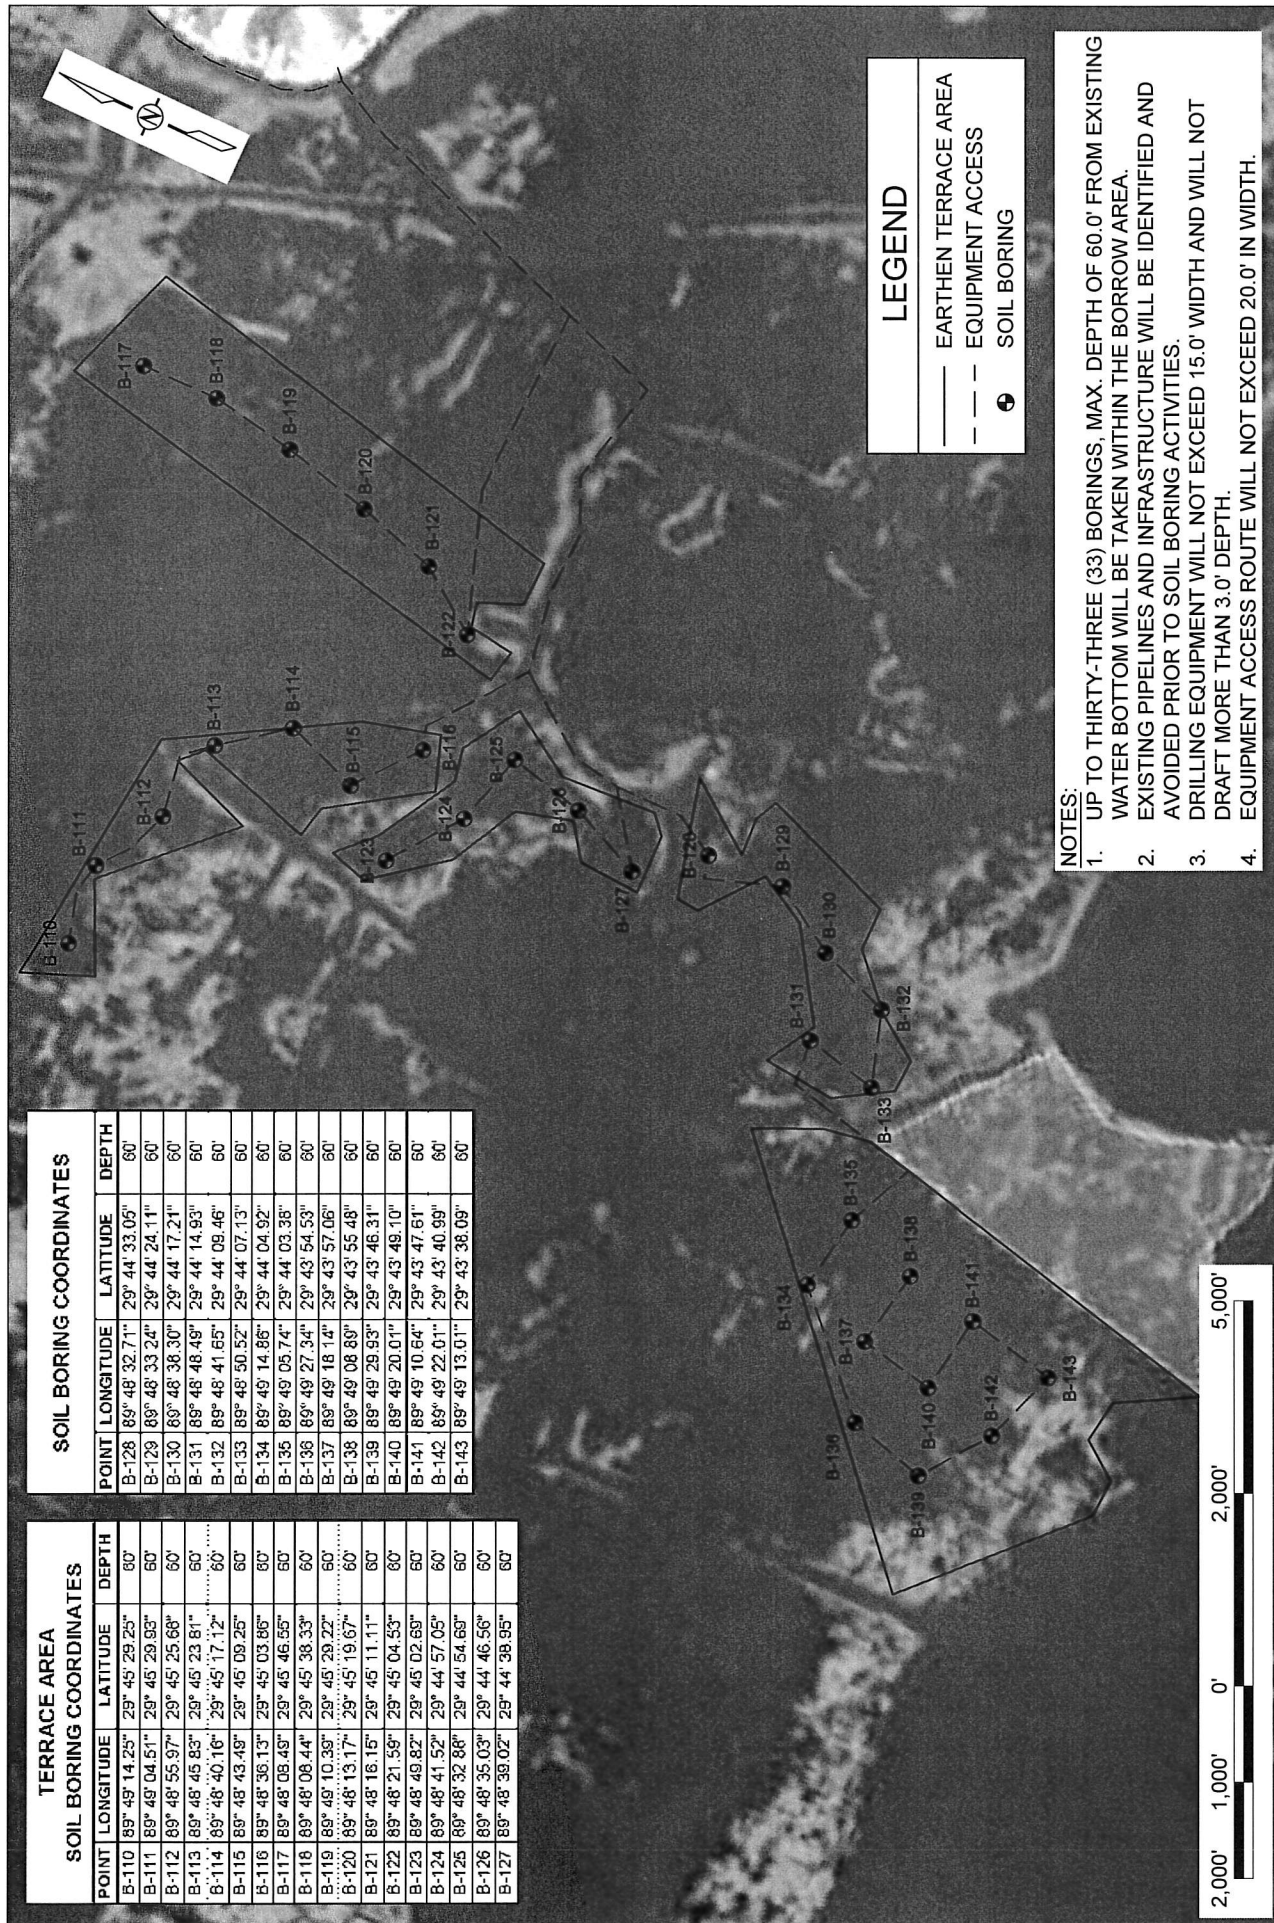 TERRACE AREA
SOIL BORING COORDINATES
POINT LONGITUDE LATITUDE DEPTH
B-110 89° 49' 14.25" 29° 45' 29.25" 60'
B-111 89° 49' 04.51" 29° 45' 29.93" 60'
B-112 89° 48' 55.97" 29° 45' 25.68" 60'
B-113 89° 48' 45.83" 29° 45' 23.61" 60'
B-114 89° 48' 40.16" 29° 45' 17.12" 60'
B-115 89° 48' 43.49" 29° 45' 09.25" 60'
B-116 89° 48' 36.13" 29° 45' 03.86" 60'
B-117 89° 48' 08.49" 29° 45' 46.55" 60'
B-118 89° 48' 08.44" 29° 45' 38.33" 60'
B-119 89° 49' 10.39" 29° 45' 29.22" 60'
B-120 89° 48' 13.17" 29° 45' 19.67" 60'
B-121 89° 48' 16.15" 29° 45' 11.11" 60'
B-122 89° 48' 21.59" 29° 45' 04.53" 60'
B-123 89° 48' 49.82" 29° 45' 02.69" 60'
B-124 89° 48' 41.52" 29° 44' 57.05" 60'
B-125 89° 48' 32.88" 29° 44' 54.69" 60'
B-126 89° 48' 35.03" 29° 44' 46.56" 60'
B-127 89° 48' 39.02" 29° 44' 38.95" 60'
SOIL BORING COORDINATES
POINT LONGITUDE LATITUDE DEPTH
B-128 89° 48' 32.71" 29° 44' 33.05" 60'
B-129 89° 48' 33.24" 29° 44' 24.11" 60'
B-130 89° 48' 38.30" 29° 44' 17.21" 60'
B-131 89° 48' 48.49" 29° 44' 14.93" 60'
B-132 89° 48' 41.65" 29° 44' 09.46" 60'
B-133 89° 48' 50.52" 29° 44' 07.13" 60'
B-134 89° 49' 14.86" 29° 44' 04.92" 60'
B-135 89° 49' 05.74" 29° 44' 03.38" 60'
B-136 89° 49' 27.34" 29° 43' 54.53" 60'
B-137 89° 49' 18.14" 29° 43' 57.06" 60'
B-138 89° 49' 08.89" 29° 43' 55.48" 60'
B-139 89° 49' 29.93" 29° 43' 46.31" 60'
B-140 89° 49' 20.01" 29° 43' 49.10" 60'
B-141 89° 49' 10.64" 29° 43' 47.61" 60'
B-142 89° 49' 22.01" 29° 43' 40.99" 60'
B-143 89° 49' 13.01" 29° 43' 38.09" 60'
N
B-110
B-111
B-112
B-113
B-114
B-115
B-116
B-117
B-118
B-119
B-120
B-121
B-122
B-123
B-124
B-125
B-126
B-127
B-128
B-129
B-130
B-131
B-132
B-133
B-134
B-135
B-136
B-137
B-138
B-139
B-140
B-141
B-142
B-143
LEGEND
EARTHEN TERRACE AREA
EQUIPMENT ACCESS
SOIL BORING
2,000' 1,000' 0' 2,000' 5,000'
NOTES:
1. UP TO THIRTY-THREE (33) BORINGS, MAX. DEPTH OF 60.0' FROM EXISTING
WATER BOTTOM WILL BE TAKEN WITHIN THE BORROW AREA.
2. EXISTING PIPELINES AND INFRASTRUCTURE WILL BE IDENTIFIED AND
AVOIDED PRIOR TO SOIL BORING ACTIVITIES.
3. DRILLING EQUIPMENT WILL NOT EXCEED 15.0' WIDTH AND WILL NOT
DRAFT MORE THAN 3.0' DEPTH.
4. EQUIPMENT ACCESS ROUTE WILL NOT EXCEED 20.0' IN WIDTH.